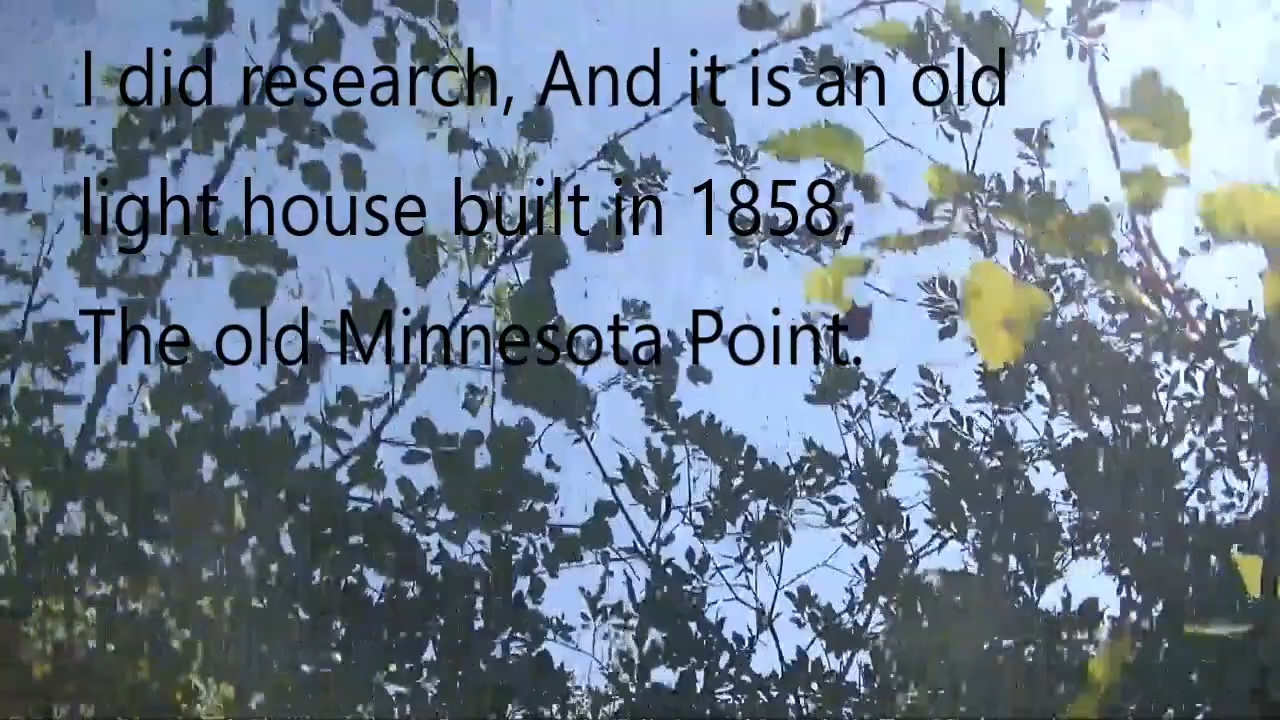 I did research, And it is an old
light house built in 1858,
The old Minnesota Point.